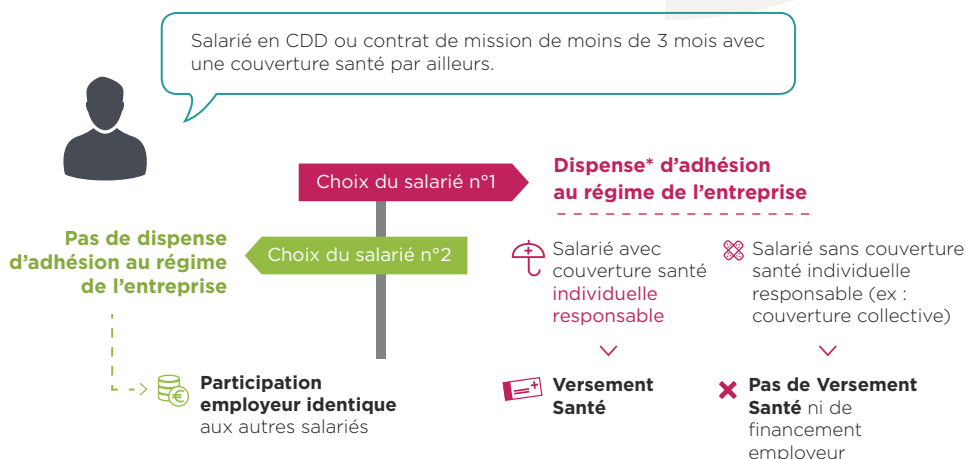 Salarié en CDD ou contrat de mission de moins de 3 mois avec
une couverture santé par ailleurs.
Choix du salarié n°1
Dispense* d'adhésion
au régime de l'entreprise
Pas de dispense
d'adhésion au régime
de l'entreprise
Choix du salarié n°2
Salarié avec
couverture santé
individuelle
responsable
Salarié sans couverture
santé individuelle
responsable (ex :
couverture collective)
Participation
employeur identique
aux autres salariés
Versement
Santé
Pas de Versement
Santé ni de
financement
employeur